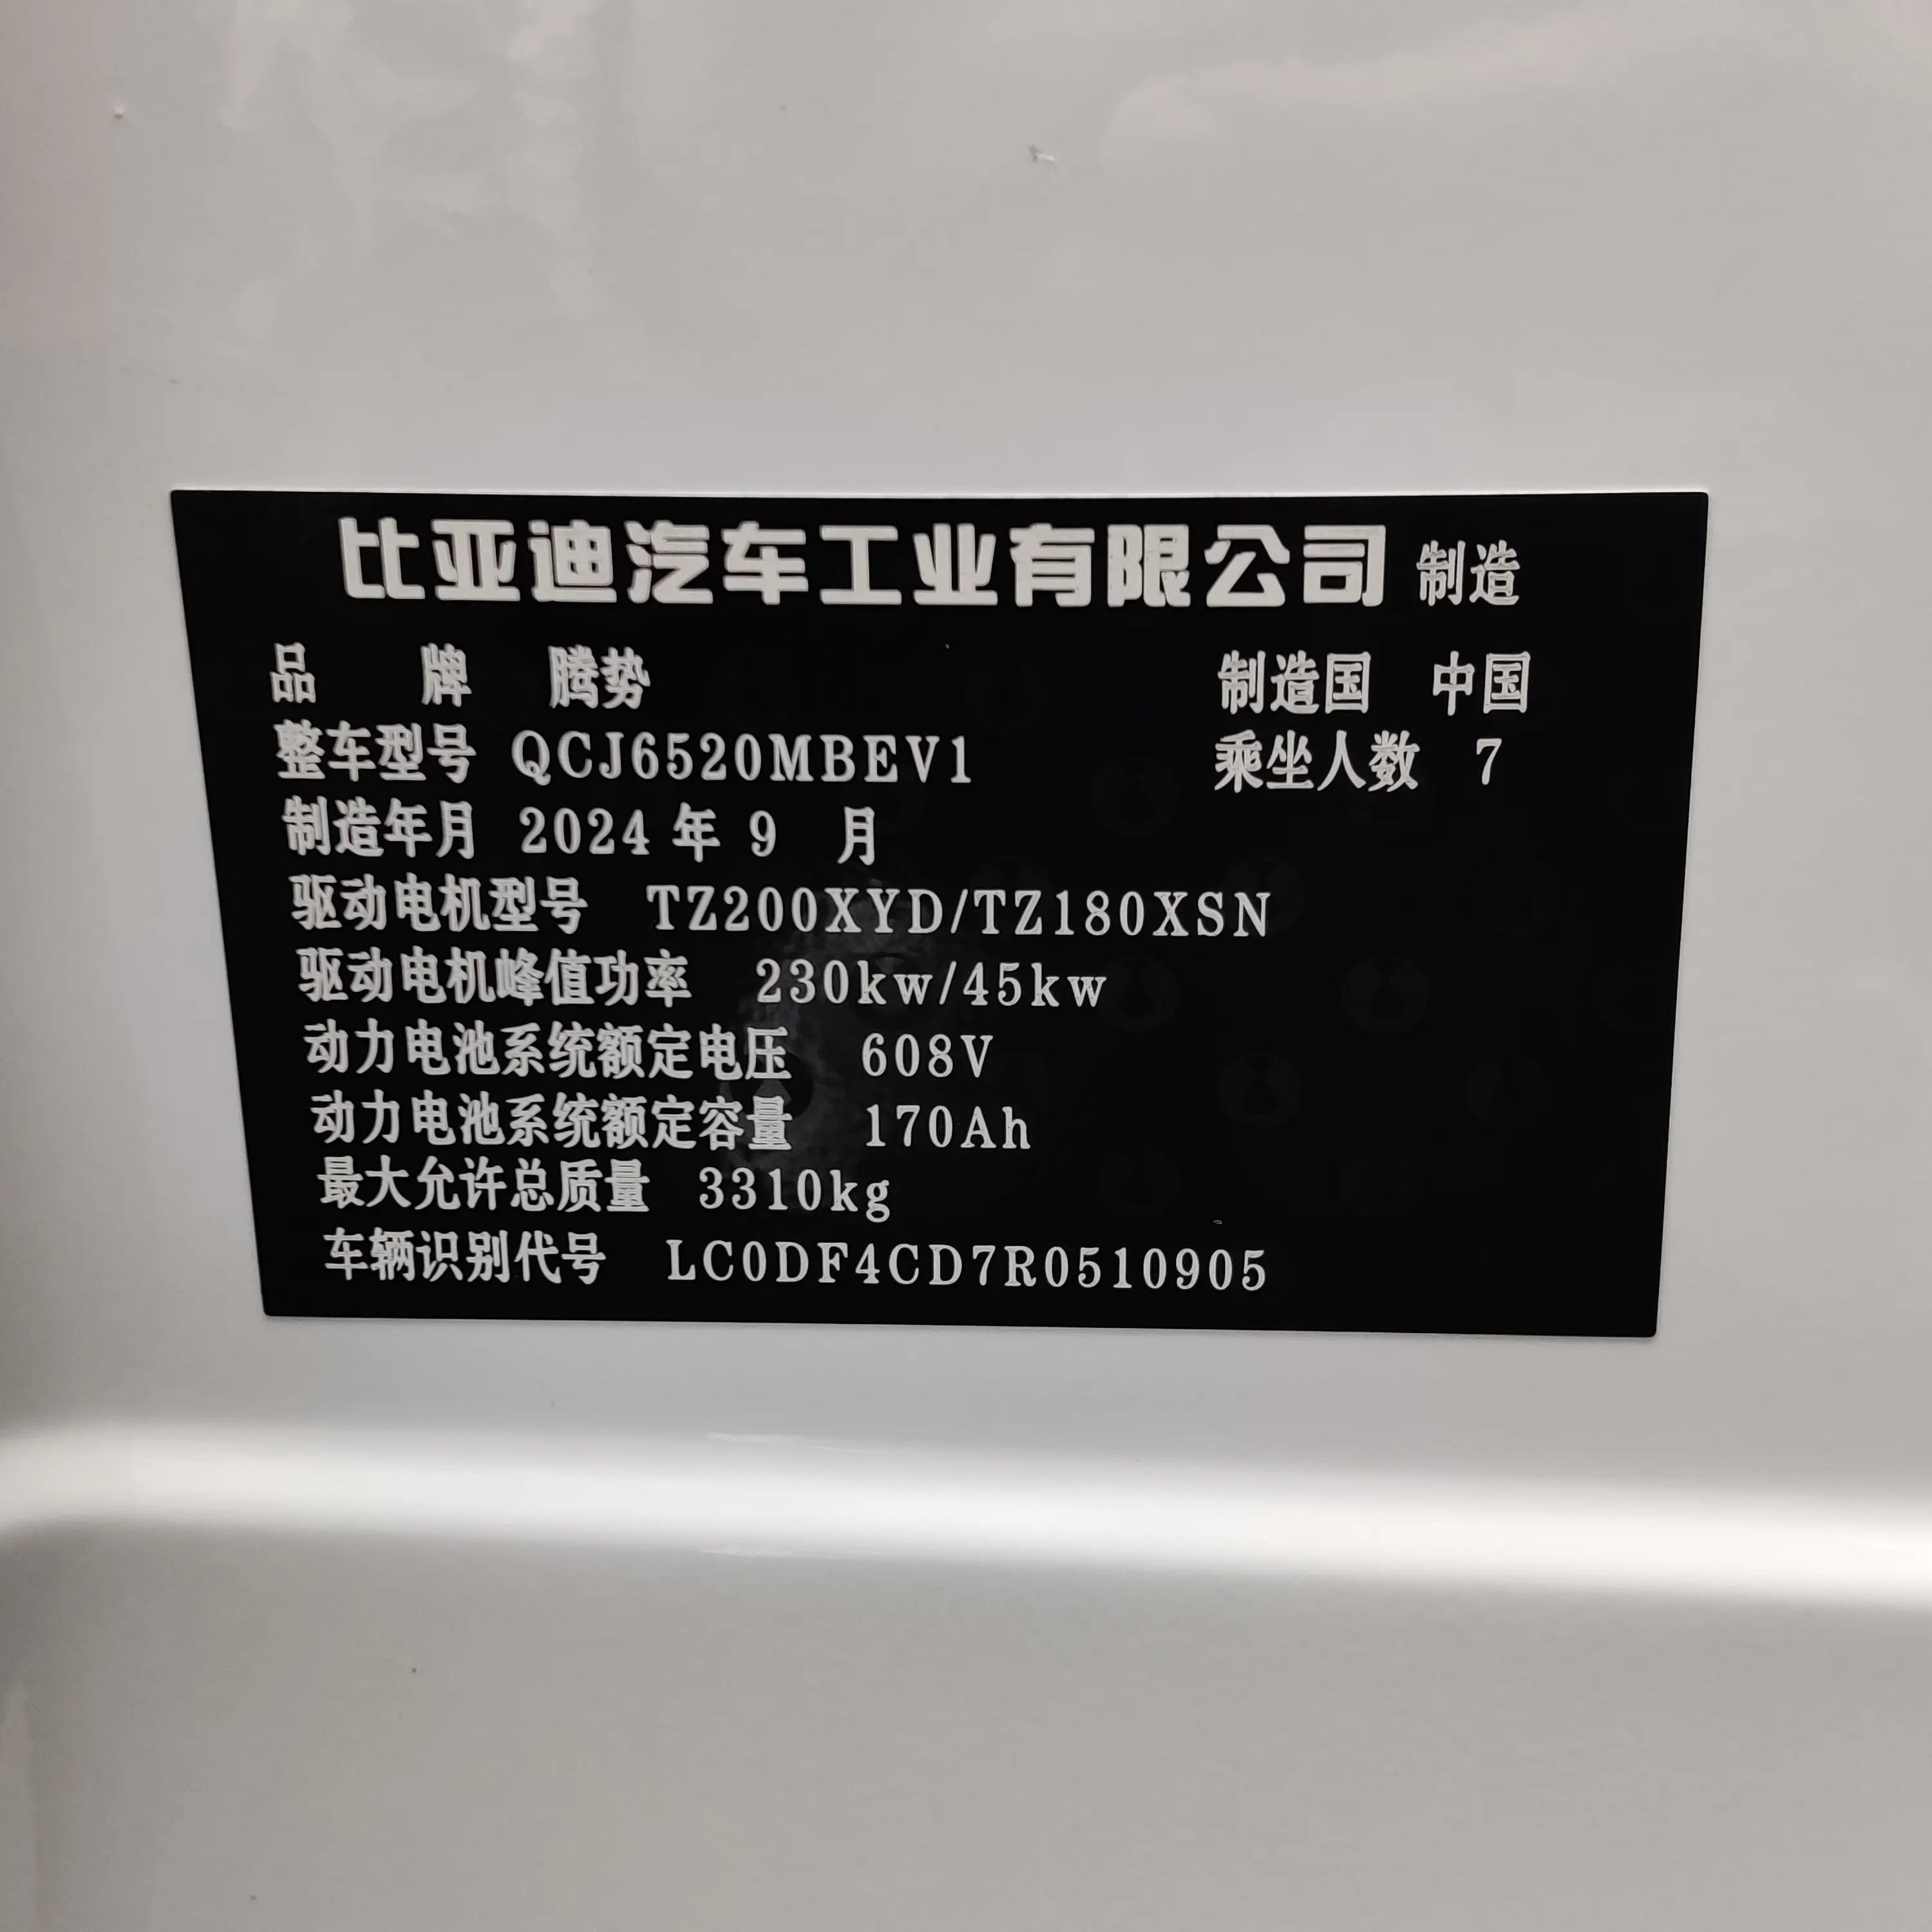 比亚迪汽车工业有限公司 制造
品 牌 腾势 制造国 中国
整车型号 QCJ6520MBEV1 乘坐人数 7
制造年月 2024 年 9 月
驱动电机型号 TZ200XYD/TZ180XSN
驱动电机峰值功率 230kw/45kw
动力电池系统额定电压 608V
动力电池系统额定容量 170Ah
最大允许总质量 3310kg
车辆识别代号 LC0DF4CD7R0510905